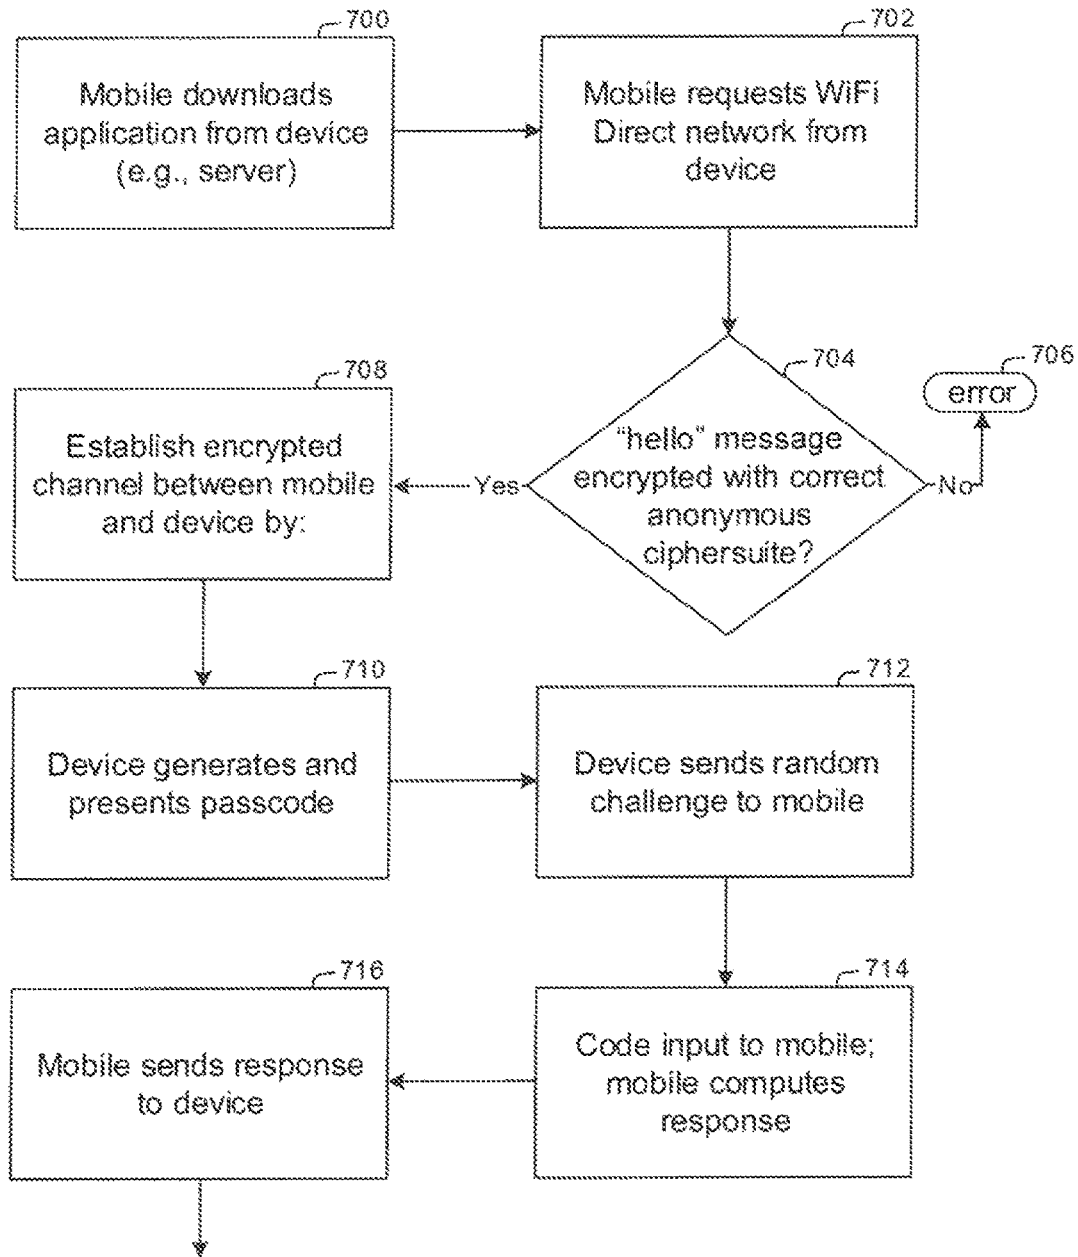 700
Mobile downloads
application from device
(e.g., server)
702
Mobile requests WiFi
Direct network from
device
704
"hello" message
encrypted with correct
anonymous
ciphersuite?
Yes
No
706
error
708
Establish encrypted
channel between mobile
and device by:
710
Device generates and
presents passcode
712
Device sends random
challenge to mobile
714
Code input to mobile;
mobile computes
response
716
Mobile sends response
to device